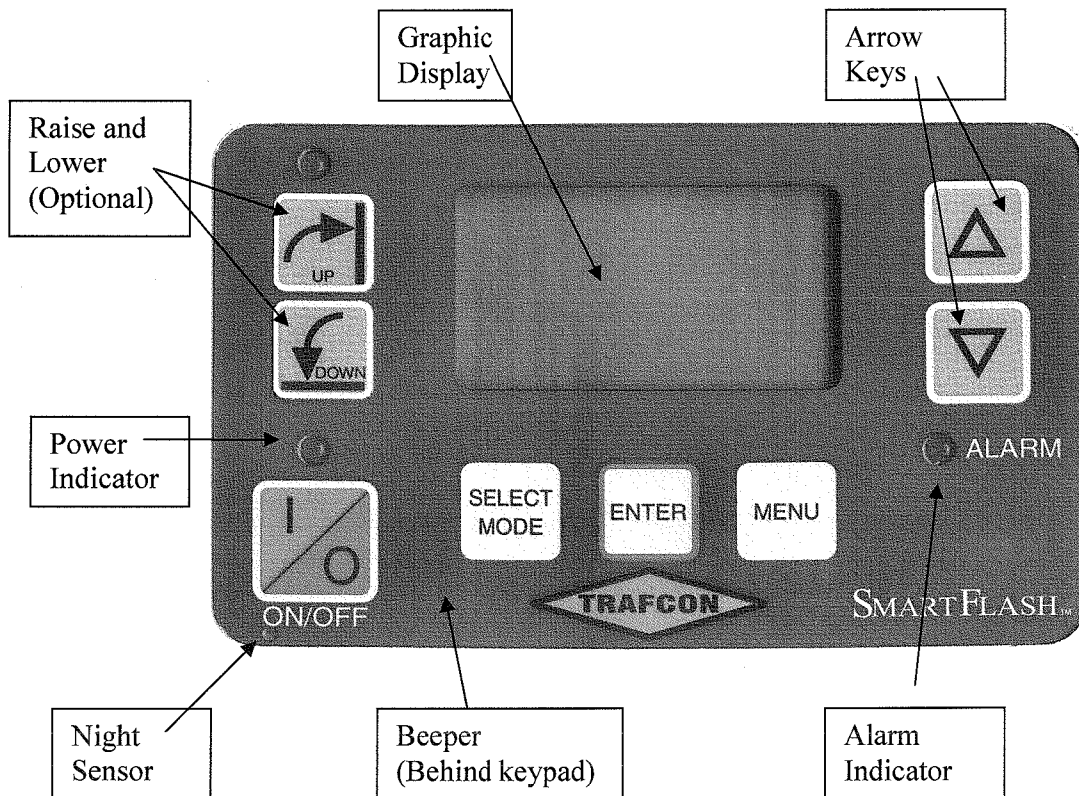 Graphic
Display
Arrow
Keys
Raise and
Lower
(Optional)
UP
DOWN
Power
Indicator
ALARM
SELECT
MODE
ENTER
MENU
I
O
ON/OFF
TRAFCON
SMARTFLASH™
Night
Sensor
Beeper
(Behind keypad)
Alarm
Indicator